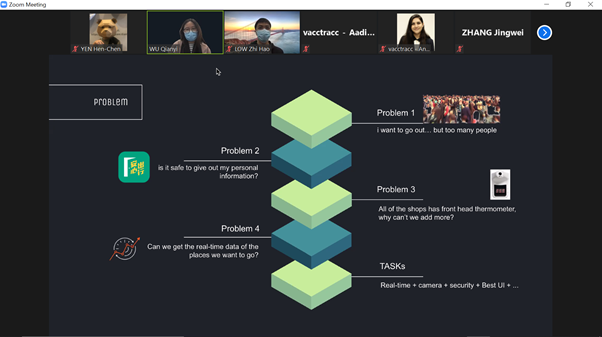 Zoom Meeting
YEN Hen-Chen
WU Qianyi
LOW Zhi Hao
vacctracc - Aadi...
vacctracc - An...
ZHANG Jingwei
PROBLEM
Problem 1
i want to go out... but too many people
Problem 2
is it safe to give out my personal
information?
Problem 3
All of the shops has front head thermometer,
why can't we add more?
Problem 4
Can we get the real-time data of the
places we want to go?
TASKs
Real-time + camera + security + Best UI + ...